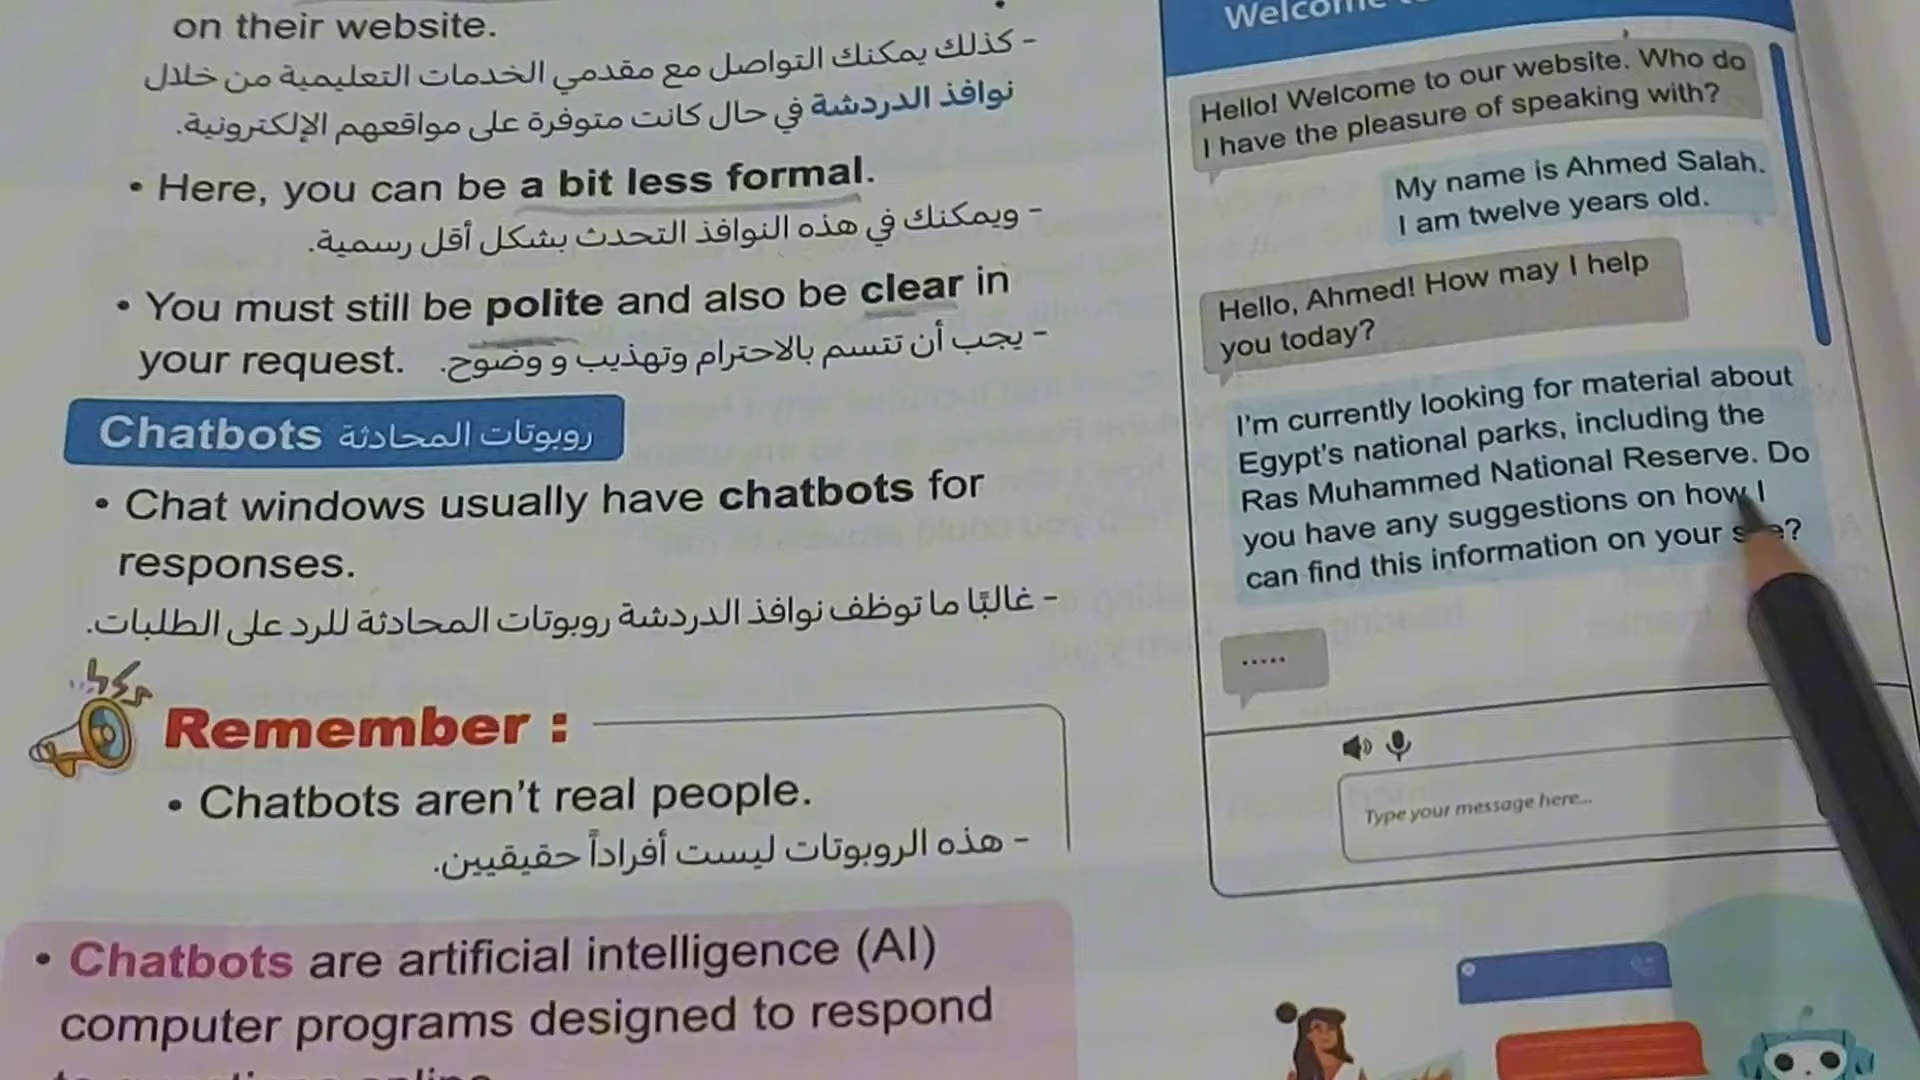 on their website.
- كذلك يمكنك التواصل مع مقدمي الخدمات التعليمية من خلال
نوافذ الدردشة في حال كانت متوفرة على مواقعهم الإلكترونية.
• Here, you can be a bit less formal.
- ويمكنك في هذه النوافذ التحدث بشكل أقل رسمية.
• You must still be polite and also be clear in
your request.
- يجب أن تتسم بالاحترام وتهذيب و وضوح.
Chatbots روبوتات المحادثة
• Chat windows usually have chatbots for
responses.
- غالبًا ما توظف نوافذ الدردشة روبوتات المحادثة للرد على الطلبات.
Remember :
• Chatbots aren't real people.
- هذه الروبوتات ليست أفراداً حقيقيين.
• Chatbots are artificial intelligence (AI)
computer programs designed to respond
Hello! Welcome to our website. Who do
I have the pleasure of speaking with?
My name is Ahmed Salah.
I am twelve years old.
Hello, Ahmed! How may I help
you today?
I'm currently looking for material about
Egypt's national parks, including the
Ras Muhammed National Reserve. Do
you have any suggestions on how I
can find this information on your
.....
Type your message here...